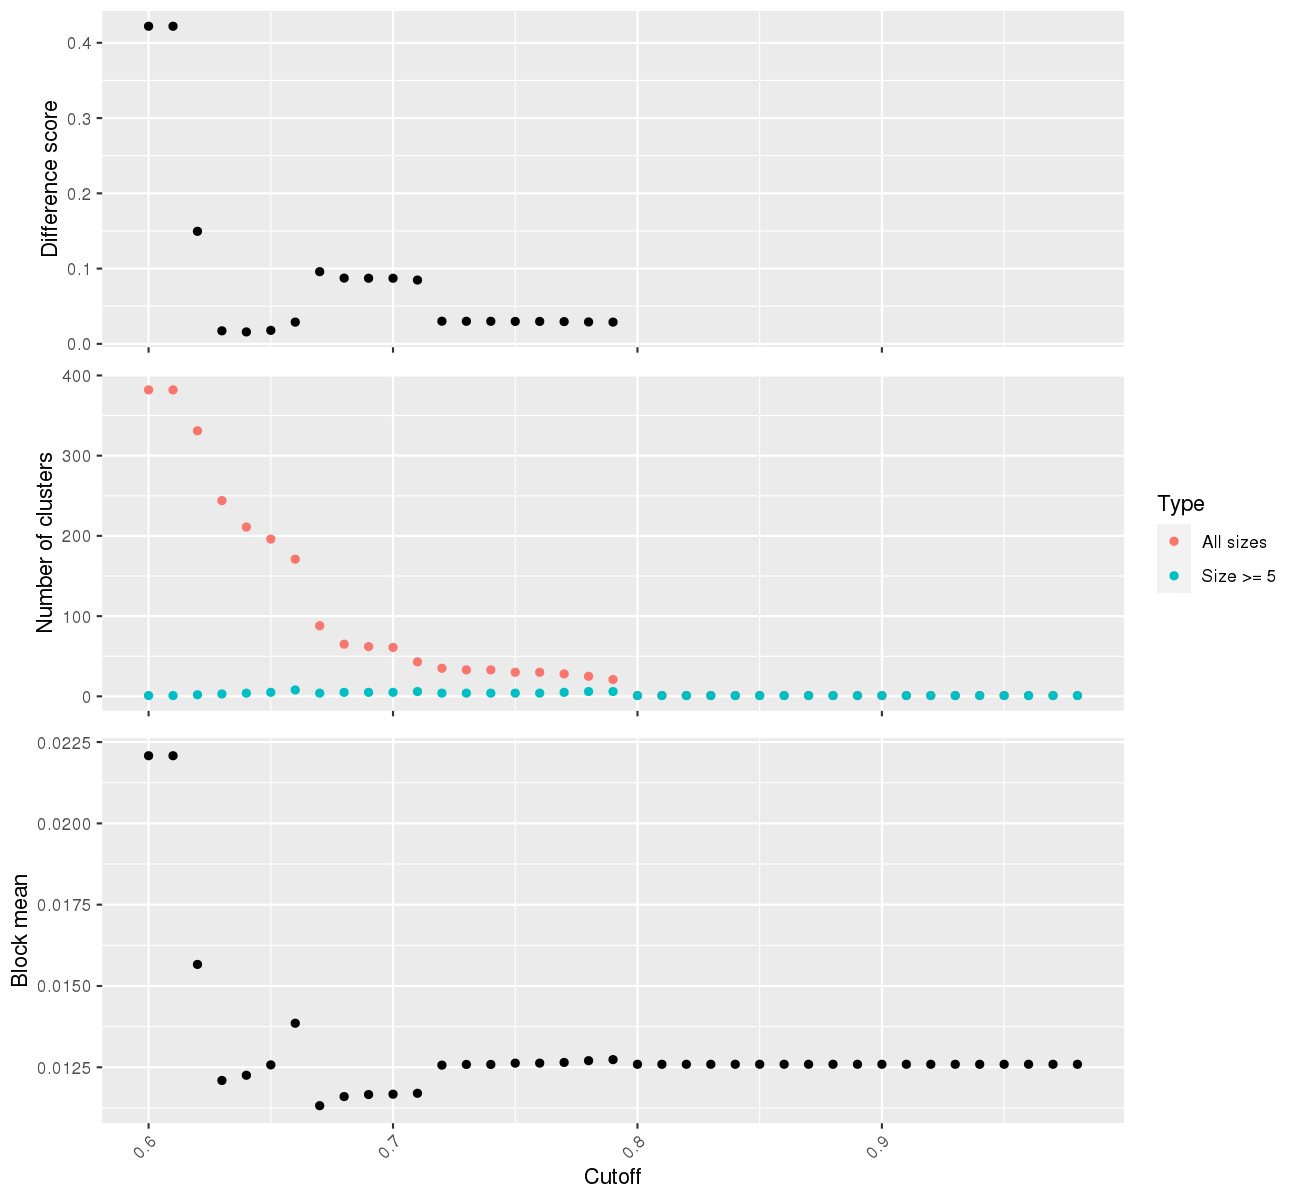 Difference score
0.4
0.3
0.2
0.1
0.0
Number of clusters
400
300
200
100
0
Type
All sizes
Size >= 5
Block mean
0.0225
0.0200
0.0175
0.0150
0.0125
0.6 0.7 0.8 0.9
Cutoff